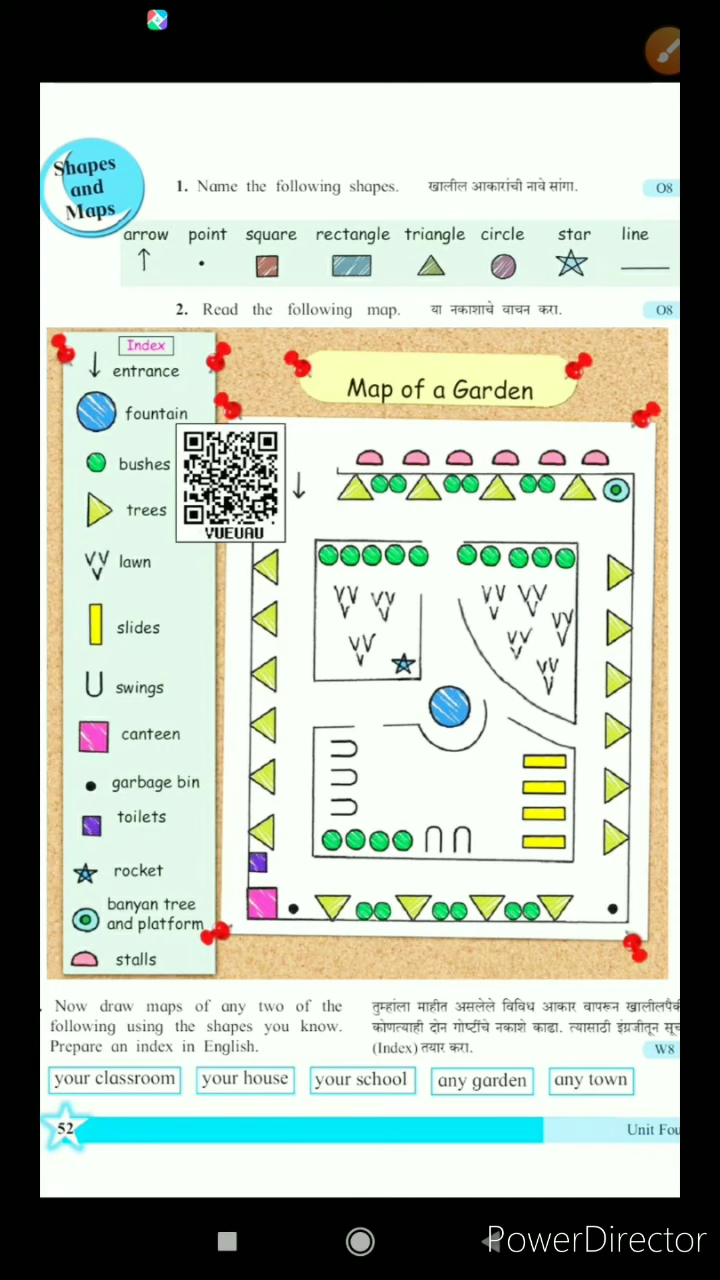 Shapes
and
Maps
1. Name the following shapes. खालील आकारांची नावे सांगा. O8
arrow point square rectangle triangle circle star line
2. Read the following map. या नकाशाचे वाचन करा. O8
Index
entrance
fountain
bushes
trees
lawn
slides
swings
canteen
garbage bin
toilets
rocket
banyan tree
and platform
stalls
Map of a Garden
VUEUAU
Now draw maps of any two of the
following using the shapes you know.
Prepare an index in English.
तुम्हांला माहीत असलेले विविध आकार वापरून खालीलपैकी
कोणत्याही दोन गोष्टींचे नकाशे काढा. त्यासाठी इंग्रजीतून सूच
(Index) तयार करा. W8
your classroom your house your school any garden any town
52 Unit Fou
PowerDirector